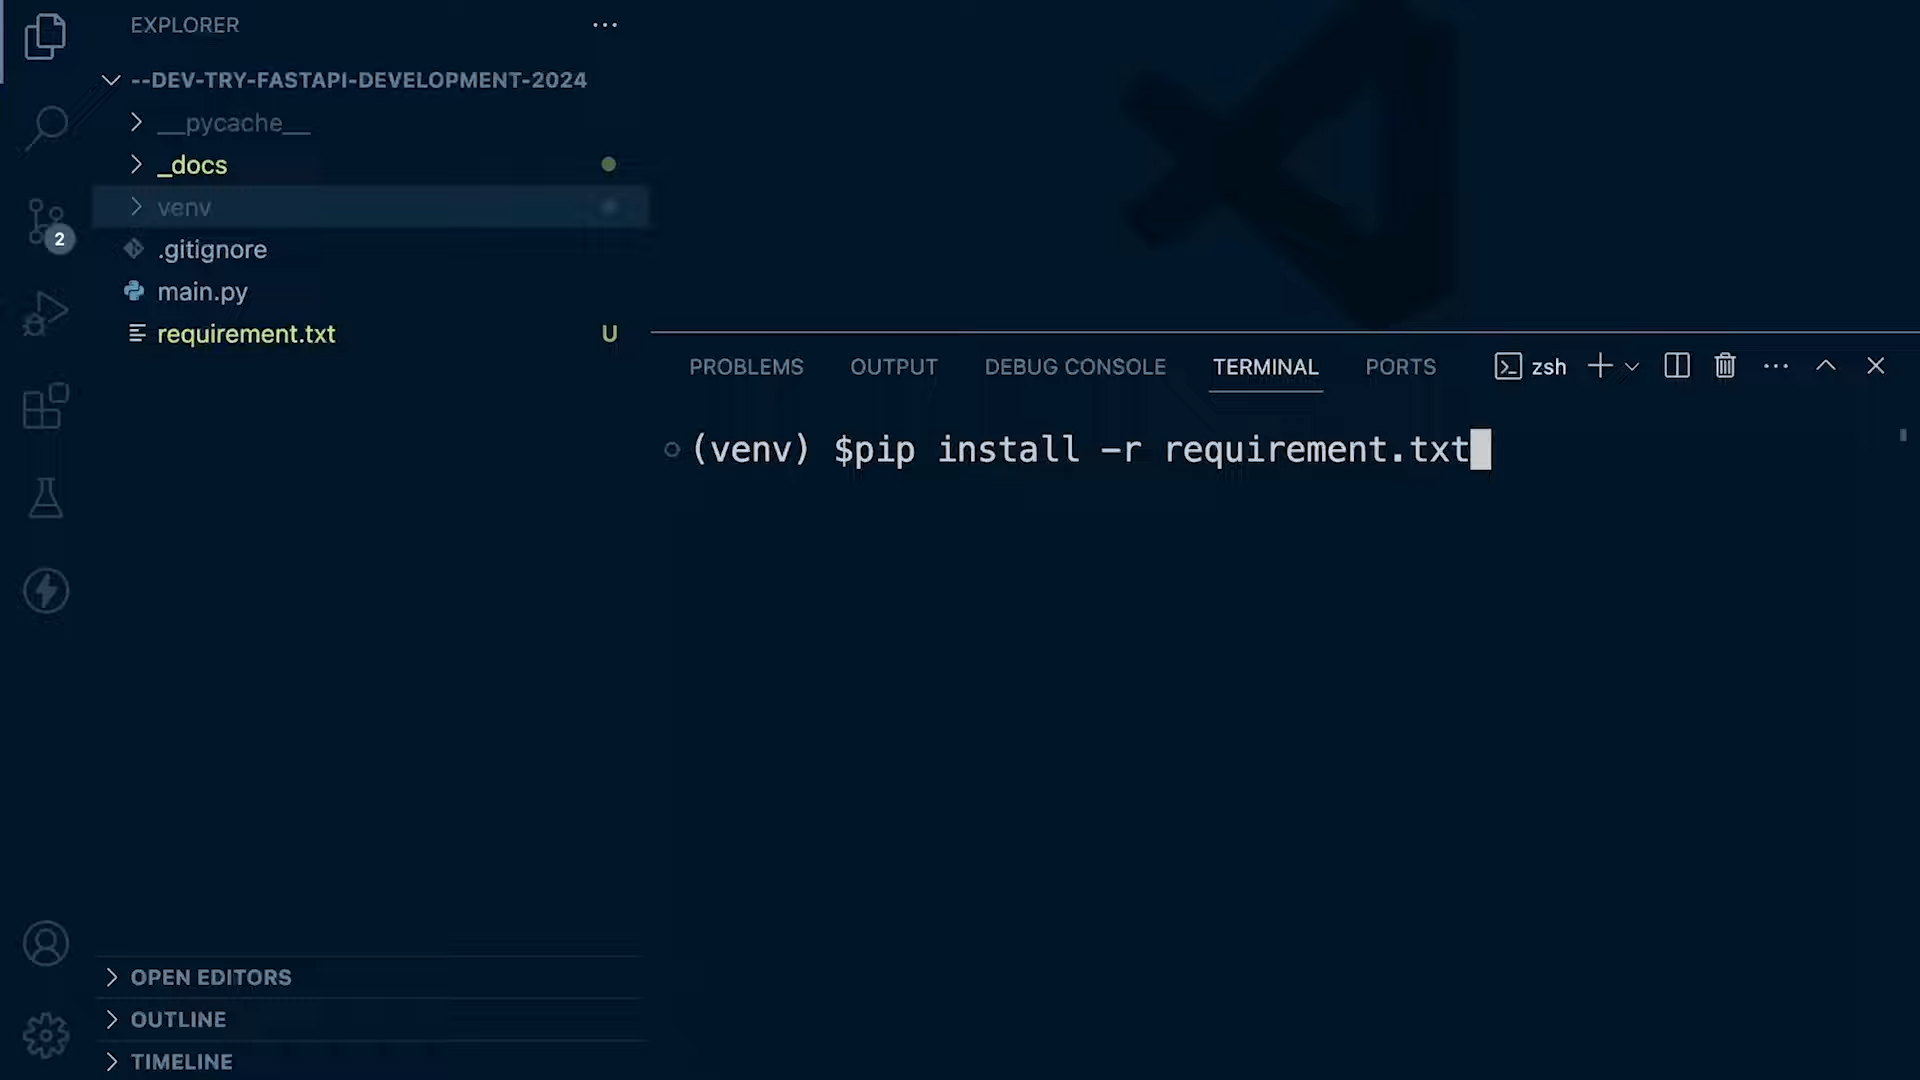 EXPLORER
--DEV-TRY-FASTAPI-DEVELOPMENT-2024
__pycache__
_docs
venv
.gitignore
main.py
requirement.txt U
2
PROBLEMS OUTPUT DEBUG CONSOLE TERMINAL PORTS zsh
(venv) $pip install -r requirement.txt
OPEN EDITORS
OUTLINE
TIMELINE